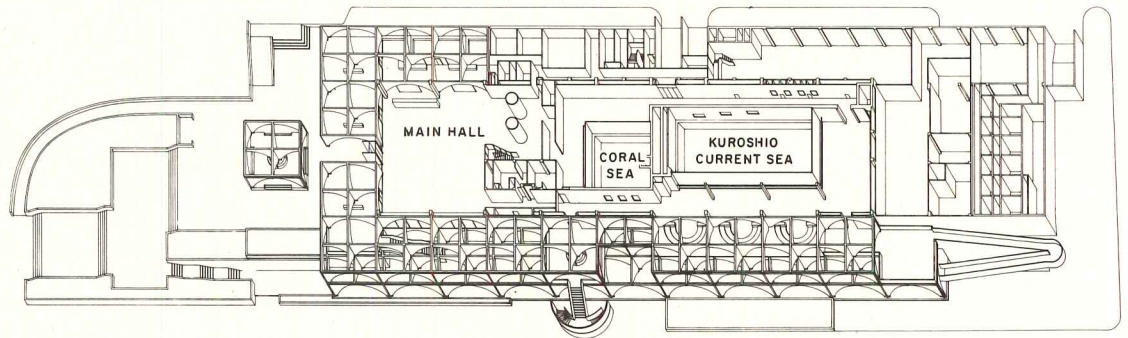 MAIN HALL
CORAL
SEA
KUROSHIO
CURRENT SEA